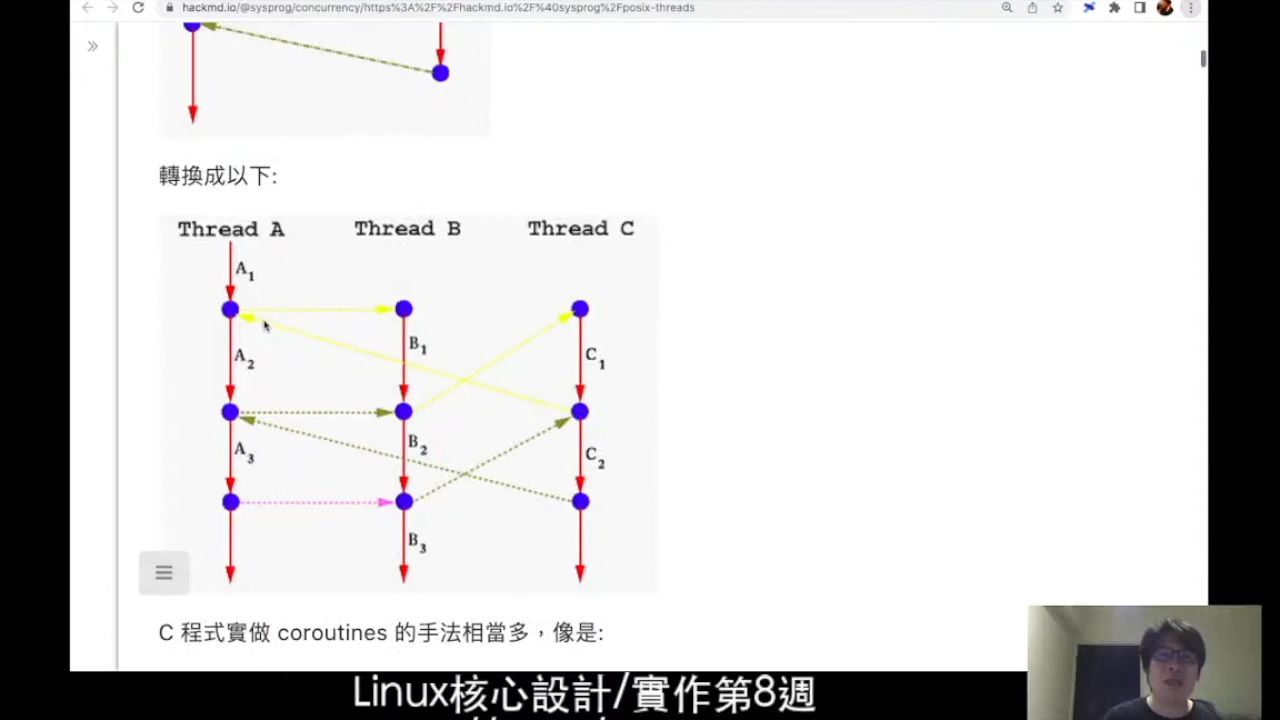 hackmd.io/@sysprog/concurrency/https%3A%2F%2Fhackmd.io%2F%40sysprog%2Fposix-threads
轉換成以下:
Thread A Thread B Thread C
A1
B1
A2 C1
B2
A3 C2
B3
C 程式實做 coroutines 的手法相當多，像是:
Linux核心設計/實作第8週